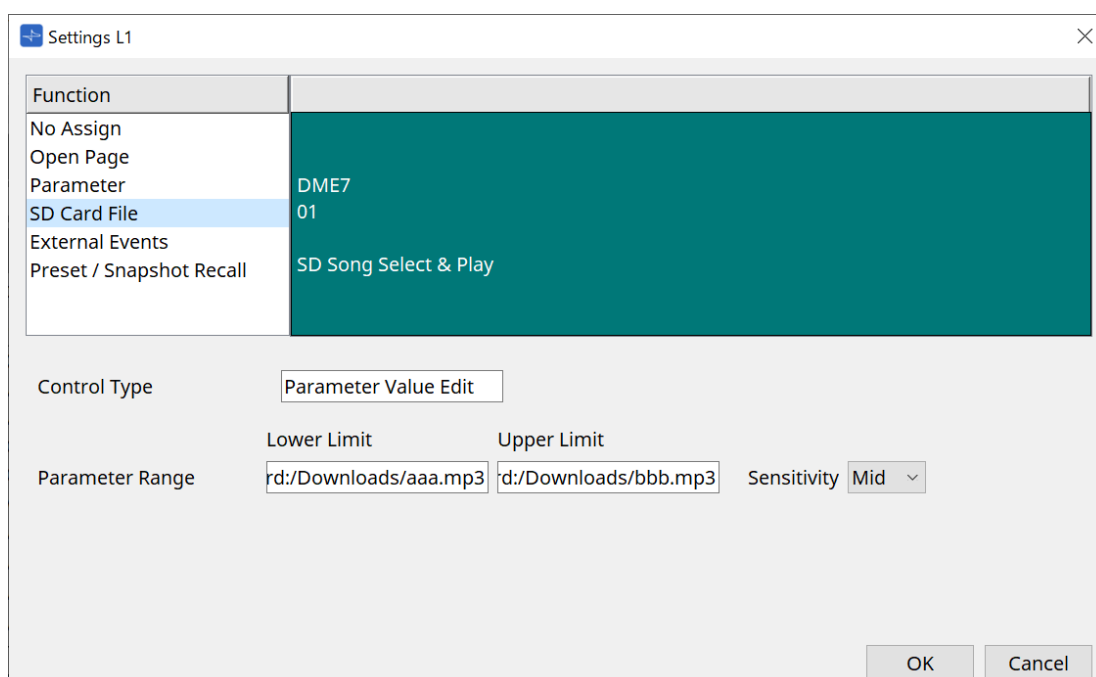 Settings L1
Function
No Assign
Open Page
Parameter
SD Card File
External Events
Preset / Snapshot Recall
DME7
01
SD Song Select & Play
Control Type
Parameter Value Edit
Lower Limit Upper Limit
Parameter Range rd:/Downloads/aaa.mp3 rd:/Downloads/bbb.mp3 Sensitivity Mid
OK Cancel